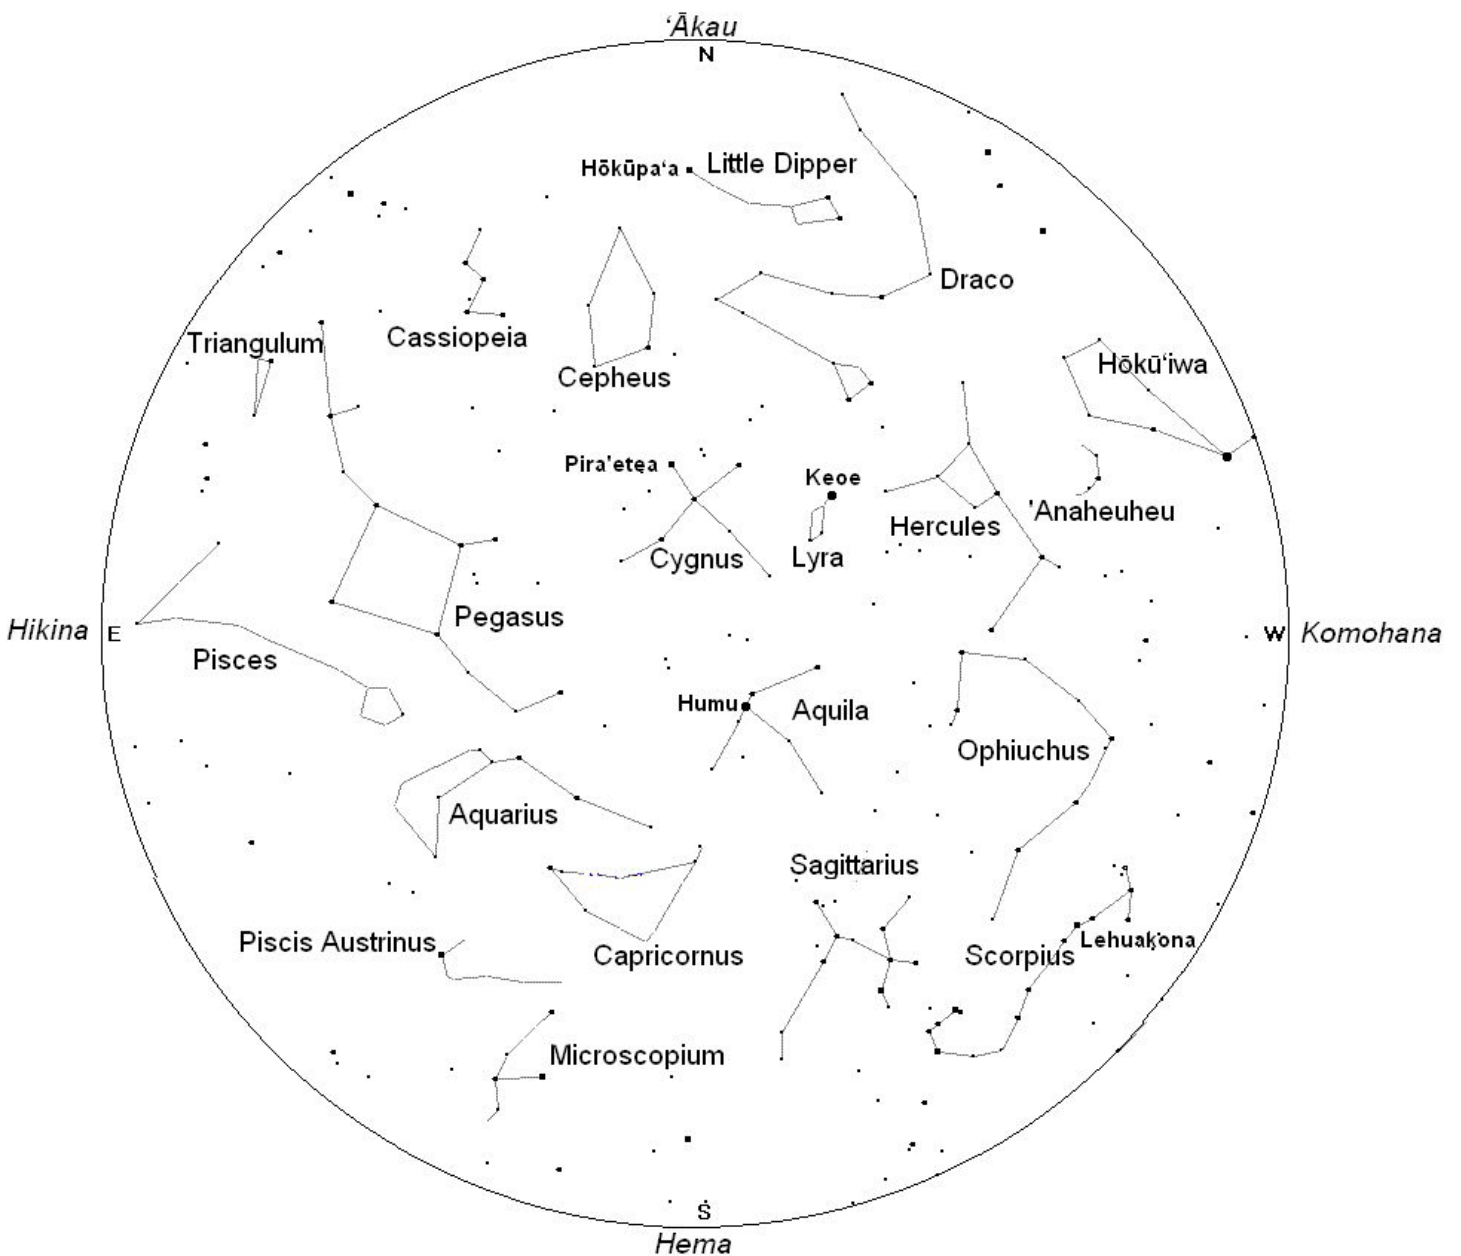 ʻĀkau
N
Hōkūpaʻa
Little Dipper
Draco
Cassiopeia
Triangulum
Cepheus
Hōkūʻiwa
Pira'etea
Keoe
'Anaheuheu
Hercules
Cygnus
Lyra
Pegasus
Hikina
E
W
Komohana
Pisces
Humu
Aquila
Ophiuchus
Aquarius
Sagittarius
Piscis Austrinus
Capricornus
Scorpius
Lehuakona
Microscopium
S
Hema